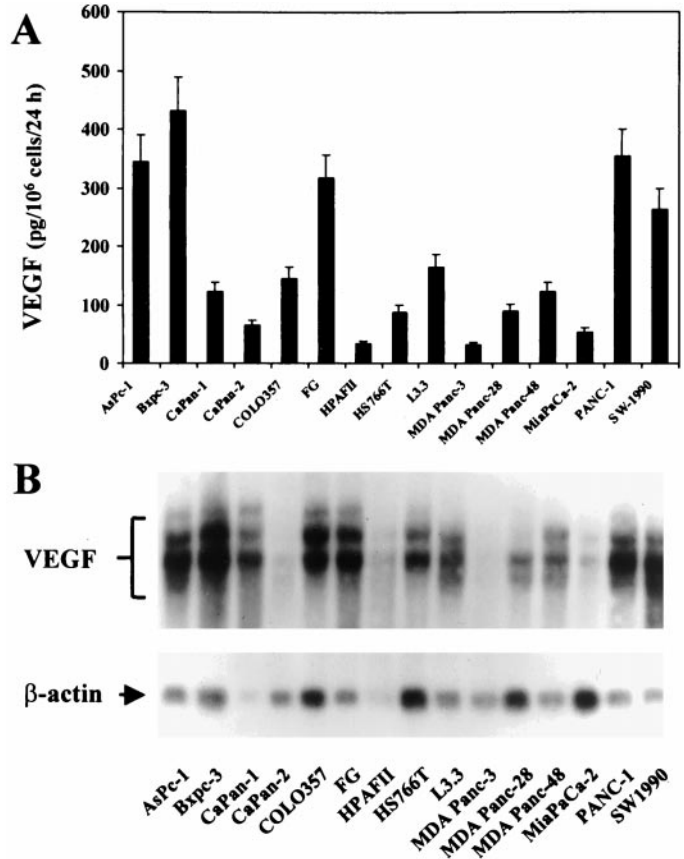 A
VEGF (pg/10⁶ cells/24 h)
600
500
400
300
200
100
0
AsPc-1
Bxpc-3
CaPan-1
CaPan-2
COLO357
FG
HPAFII
HS766T
L3.3
MDA Panc-3
MDA Panc-28
MDA Panc-48
MiaPaCa-2
PANC-1
SW-1990
B
VEGF
β-actin
AsPc-1
Bxpc-3
CaPan-1
CaPan-2
COLO357
FG
HPAFII
HS766T
L3.3
MDA Panc-3
MDA Panc-28
MDA Panc-48
MiaPaCa-2
PANC-1
SW1990